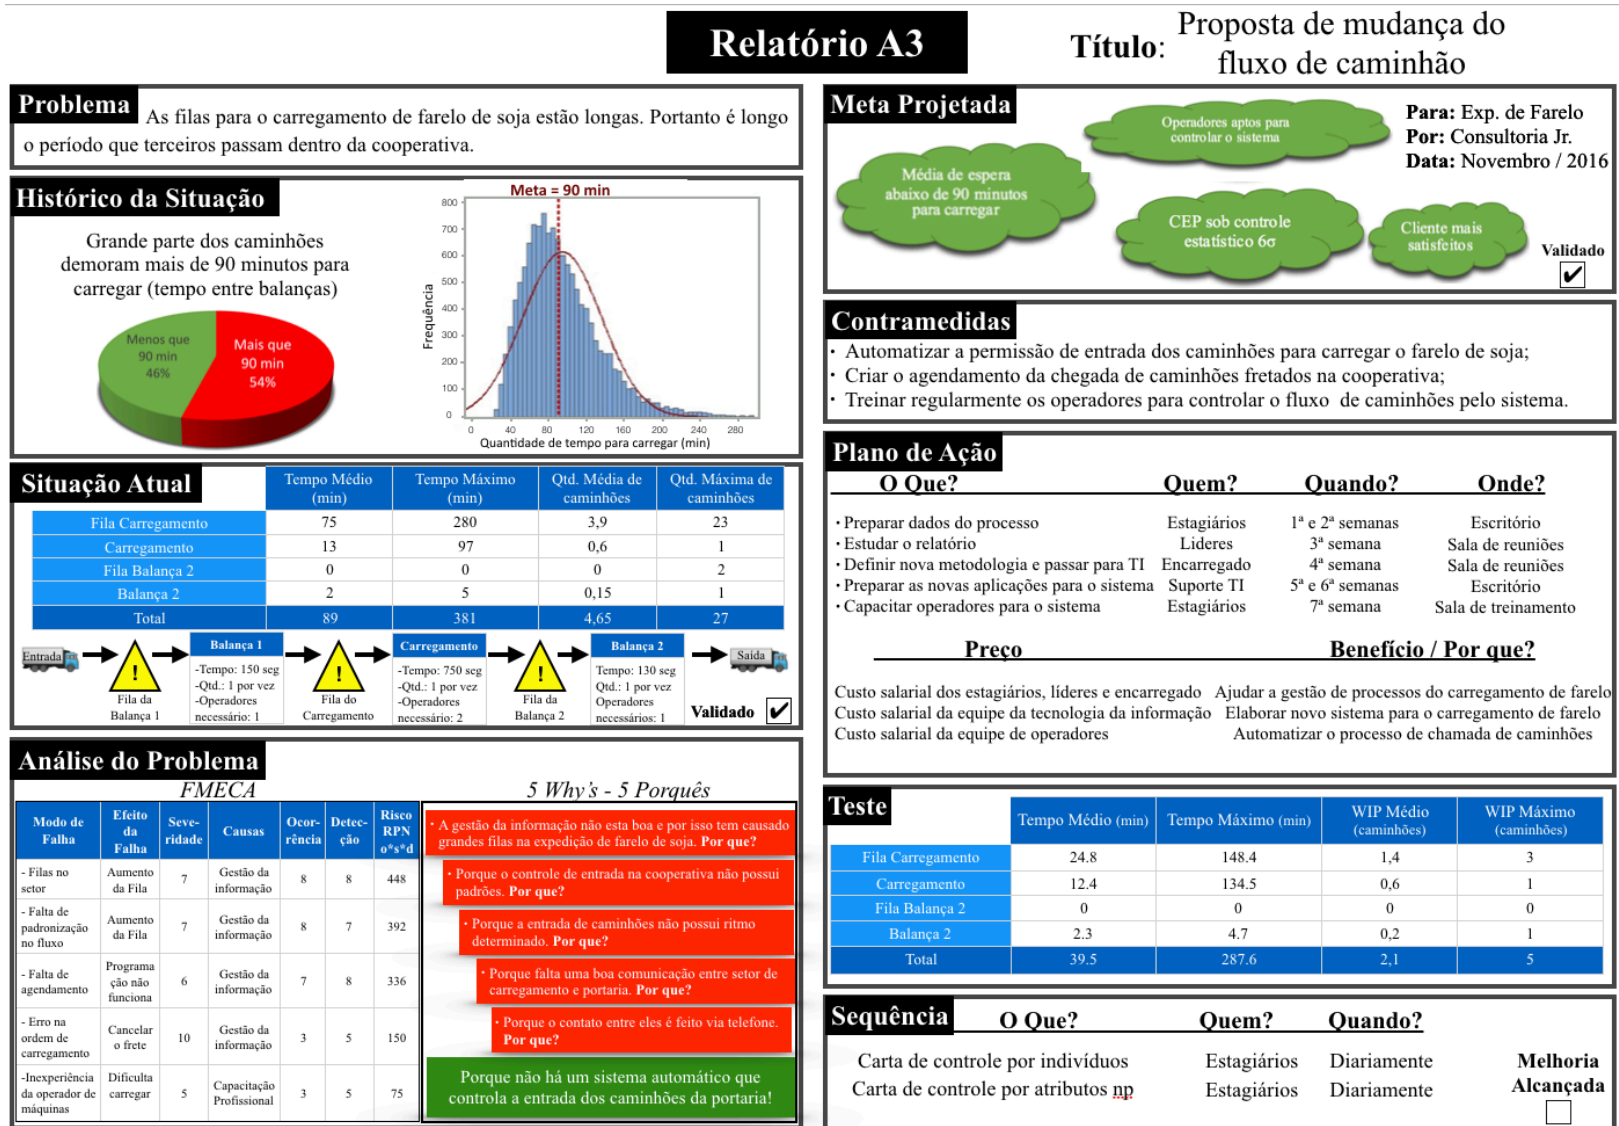 Relatório A3
Título: Proposta de mudança do
fluxo de caminhão
Problema
As filas para o carregamento de farelo de soja estão longas. Portanto é longo
o período que terceiros passam dentro da cooperativa.
Histórico da Situação
Grande parte dos caminhões
demoram mais de 90 minutos para
carregar (tempo entre balanças)
Menos que
90 min
46%
Mais que
90 min
54%
Meta = 90 min
Frequência
800
700
600
500
400
300
200
100
0
0 40 80 120 160 200 240 280
Quantidade de tempo para carregar (min)
Situação Atual
Tempo Médio
(min)
Tempo Máximo
(min)
Qtd. Média de
caminhões
Qtd. Máxima de
caminhões
Fila Carregamento 75 280 3,9 23
Carregamento 13 97 0,6 1
Fila Balança 2 0 0 0 2
Balança 2 2 5 0,15 1
Total 89 381 4,65 27
Entrada
!
Fila da
Balança 1
Balança 1
-Tempo: 150 seg
-Qtd.: 1 por vez
-Operadores
necessário: 1
!
Fila do
Carregamento
Carregamento
-Tempo: 750 seg
-Qtd.: 1 por vez
-Operadores
necessário: 2
!
Fila da
Balança 2
Balança 2
Tempo: 130 seg
Qtd.: 1 por vez
Operadores
necessários: 1
Saída
Validado ✔
Análise do Problema
FMECA
Modo de
Falha
Efeito
da
Falha
Seve-
ridade
Causas
Ocor-
rência
Detec-
ção
Risco
RPN
o*s*d
- Filas no
setor
Aumento
da Fila
7
Gestão da
informação
8
8
448
- Falta de
padronização
no fluxo
Aumento
da Fila
7
Gestão da
informação
8
7
392
- Falta de
agendamento
Programa
ção não
funciona
6
Gestão da
informação
7
8
336
- Erro na
ordem de
carregamento
Cancelar
o frete
10
Gestão da
informação
3
5
150
-Inexperiência
da operador de
máquinas
Dificulta
carregar
5
Capacitação
Profissional
3
5
75
5 Why's - 5 Porquês
· A gestão da informação não esta boa e por isso tem causado
grandes filas na expedição de farelo de soja. Por que?
· Porque o controle de entrada na cooperativa não possui
padrões. Por que?
· Porque a entrada de caminhões não possui ritmo
determinado. Por que?
· Porque falta uma boa comunicação entre setor de
carregamento e portaria. Por que?
· Porque o contato entre eles é feito via telefone.
Por que?
Porque não há um sistema automático que
controla a entrada dos caminhões da portaria!
Meta Projetada
Média de espera
abaixo de 90 minutos
para carregar
Operadores aptos para
controlar o sistema
CEP sob controle
estatístico 6σ
Cliente mais
satisfeitos
Para: Exp. de Farelo
Por: Consultoria Jr.
Data: Novembro / 2016
Validado
✔
Contramedidas
· Automatizar a permissão de entrada dos caminhões para carregar o farelo de soja;
· Criar o agendamento da chegada de caminhões fretados na cooperativa;
· Treinar regularmente os operadores para controlar o fluxo de caminhões pelo sistema.
Plano de Ação
O Que? Quem? Quando? Onde?
· Preparar dados do processo Estagiários 1ª e 2ª semanas Escritório
· Estudar o relatório Lideres 3ª semana Sala de reuniões
· Definir nova metodologia e passar para TI Encarregado 4ª semana Sala de reuniões
· Preparar as novas aplicações para o sistema Suporte TI 5ª e 6ª semanas Escritório
· Capacitar operadores para o sistema Estagiários 7ª semana Sala de treinamento
Preço Benefício / Por que?
Custo salarial dos estagiários, líderes e encarregado Ajudar a gestão de processos do carregamento de farelo
Custo salarial da equipe da tecnologia da informação Elaborar novo sistema para o carregamento de farelo
Custo salarial da equipe de operadores Automatizar o processo de chamada de caminhões
Teste
Tempo Médio (min)
Tempo Máximo (min)
WIP Médio
(caminhões)
WIP Máximo
(caminhões)
Fila Carregamento 24.8 148.4 1,4 3
Carregamento 12.4 134.5 0,6 1
Fila Balança 2 0 0 0 0
Balança 2 2.3 4.7 0,2 1
Total 39.5 287.6 2,1 5
Sequência
O Que? Quem? Quando?
Carta de controle por indivíduos Estagiários Diariamente
Carta de controle por atributos np Estagiários Diariamente
Melhoria
Alcançada